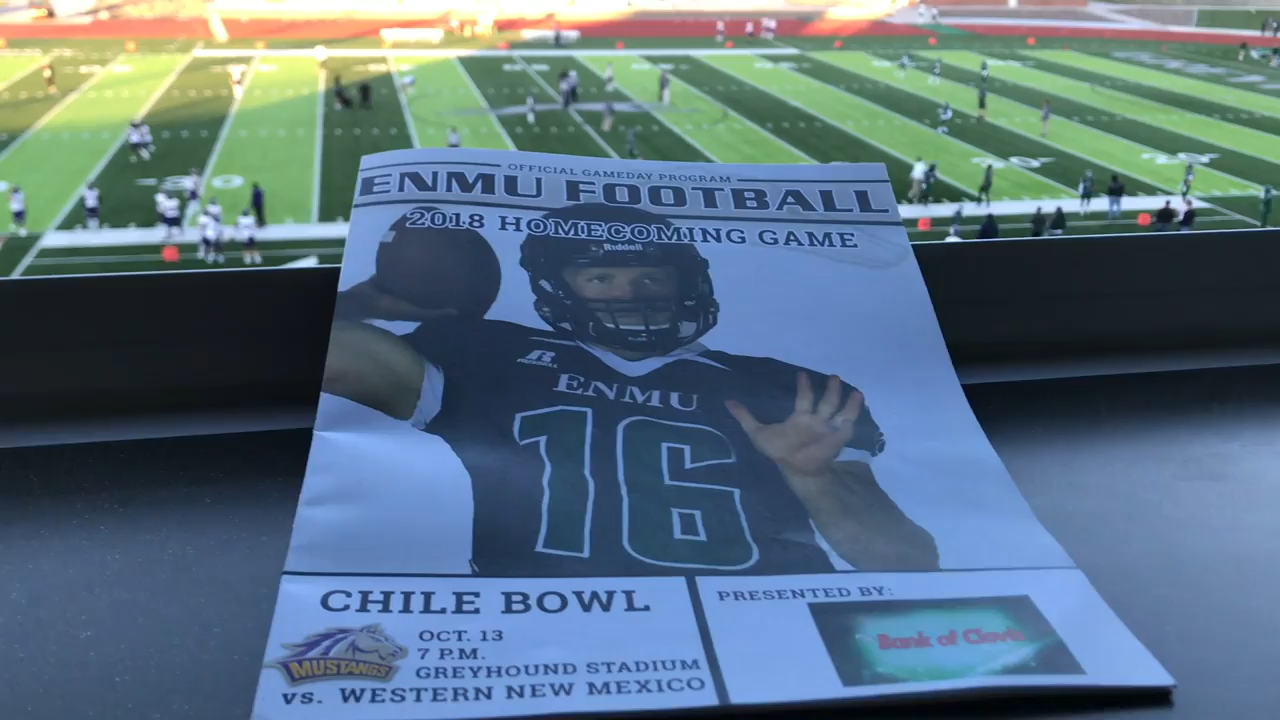 OFFICIAL GAMEDAY PROGRAM
ENMU FOOTBALL
2018 HOMECOMING GAME
Riddell
R
RUSSELL
ENMU
16
CHILE BOWL
MUSTANGS
OCT. 13
7 P.M.
GREYHOUND STADIUM
vs. WESTERN NEW MEXICO
PRESENTED BY:
Bank of Clovis